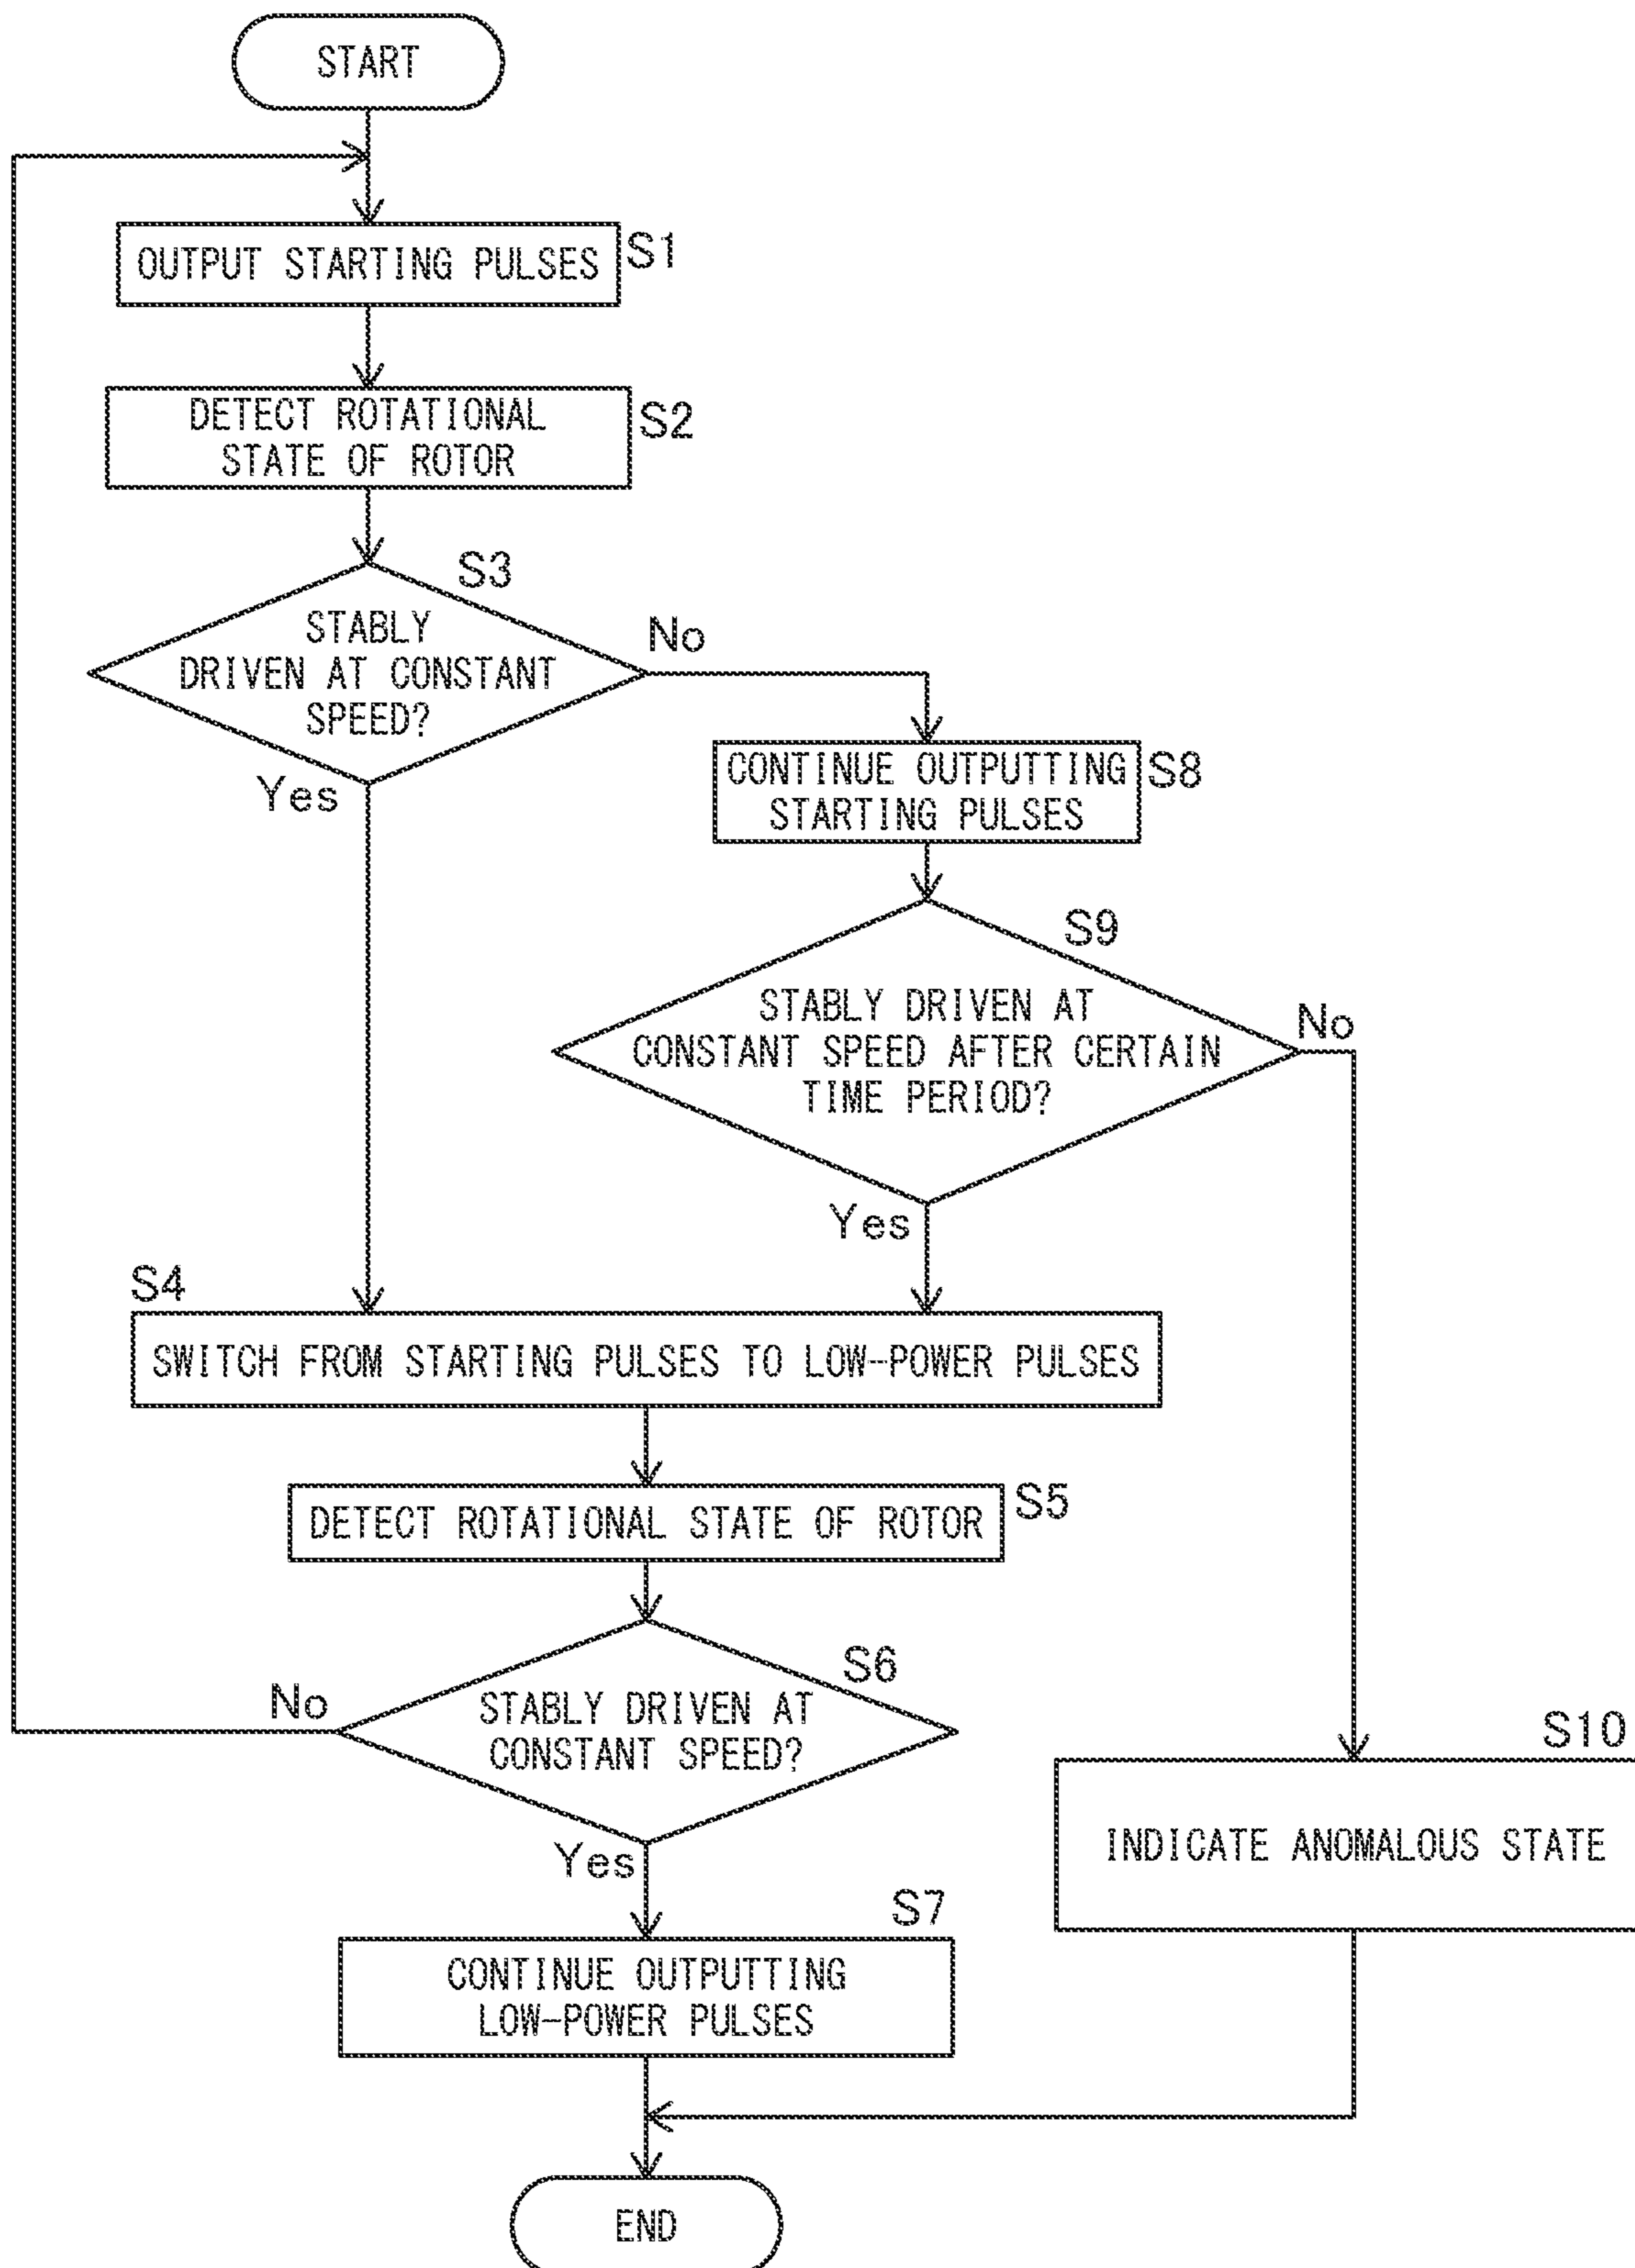 START
OUTPUT STARTING PULSES
S1
DETECT ROTATIONAL
STATE OF ROTOR
S2
S3
STABLY
DRIVEN AT CONSTANT
SPEED?
No
Yes
CONTINUE OUTPUTTING
STARTING PULSES
S8
S9
STABLY DRIVEN AT
CONSTANT SPEED AFTER CERTAIN
TIME PERIOD?
No
Yes
S4
SWITCH FROM STARTING PULSES TO LOW-POWER PULSES
DETECT ROTATIONAL STATE OF ROTOR
S5
S6
STABLY DRIVEN AT
CONSTANT SPEED?
No
Yes
S10
INDICATE ANOMALOUS STATE
S7
CONTINUE OUTPUTTING
LOW-POWER PULSES
END